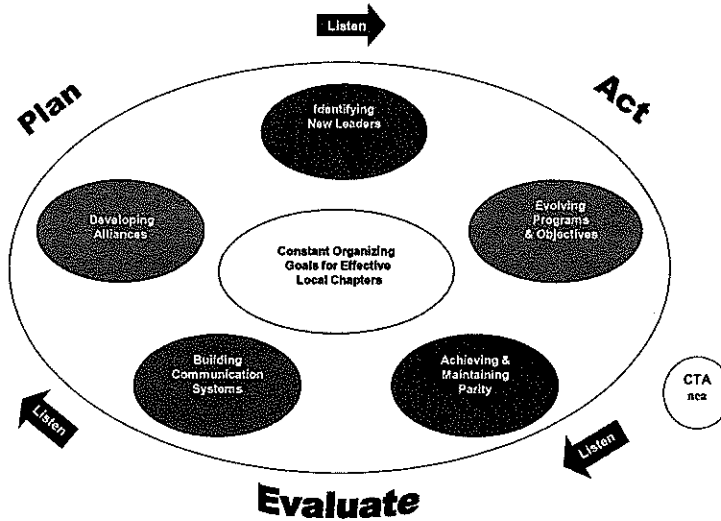 Listen
Plan
Act
Identifying
New Leaders
Developing
Alliances
Evolving
Programs
& Objectives
Constant Organizing
Goals for Effective
Local Chapters
Building
Communication
Systems
Achieving &
Maintaining
Parity
CTA
nea
Listen
Listen
Evaluate